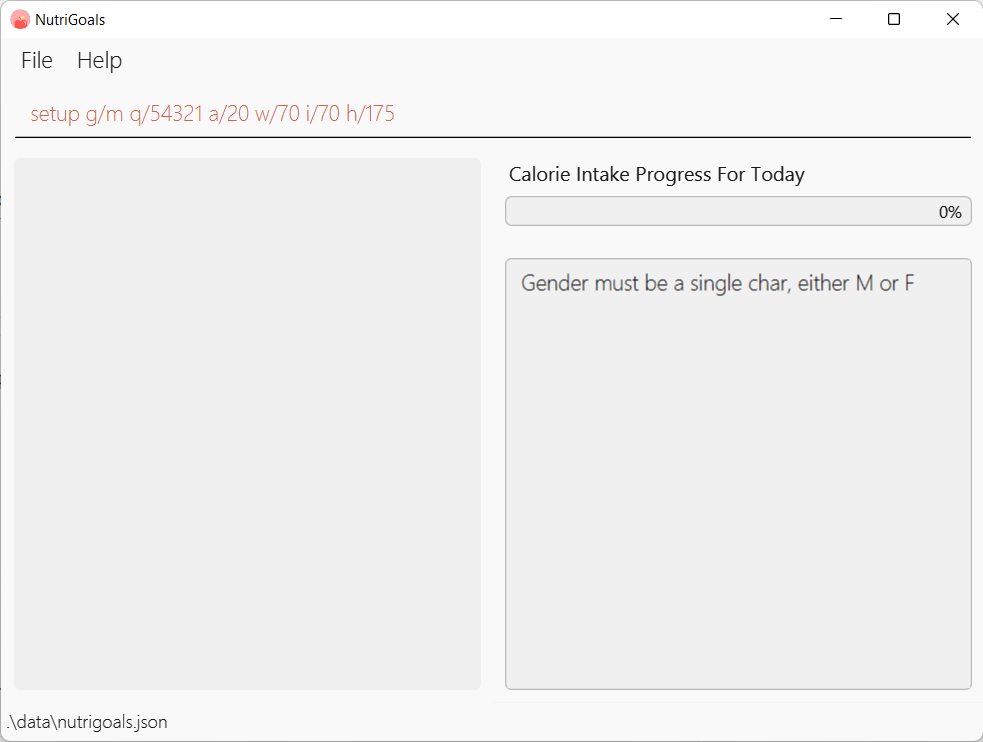 NutriGoals
File Help
setup g/m q/54321 a/20 w/70 i/70 h/175
Calorie Intake Progress For Today
0%
Gender must be a single char, either M or F
.\data\nutrigoals.json